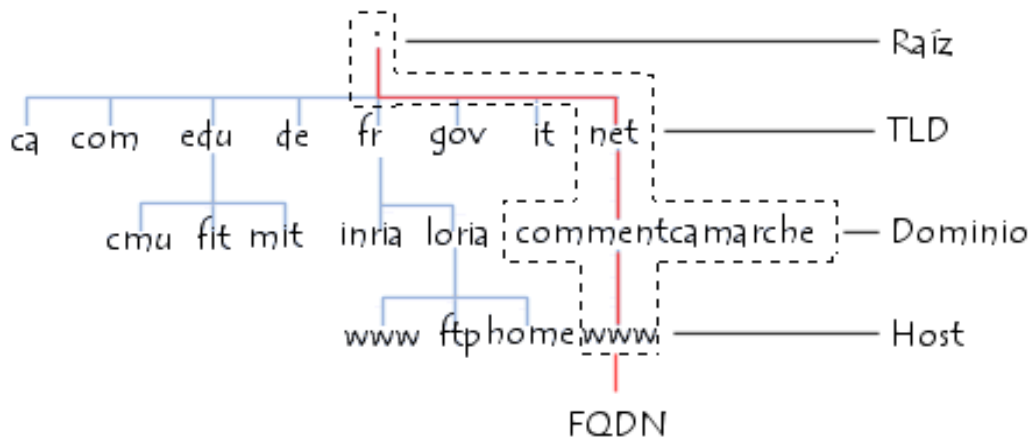 . Raíz
ca com edu de fr gov it net TLD
cmu fit mit inria loria commentcamarche Dominio
www ftp home www Host
FQDN